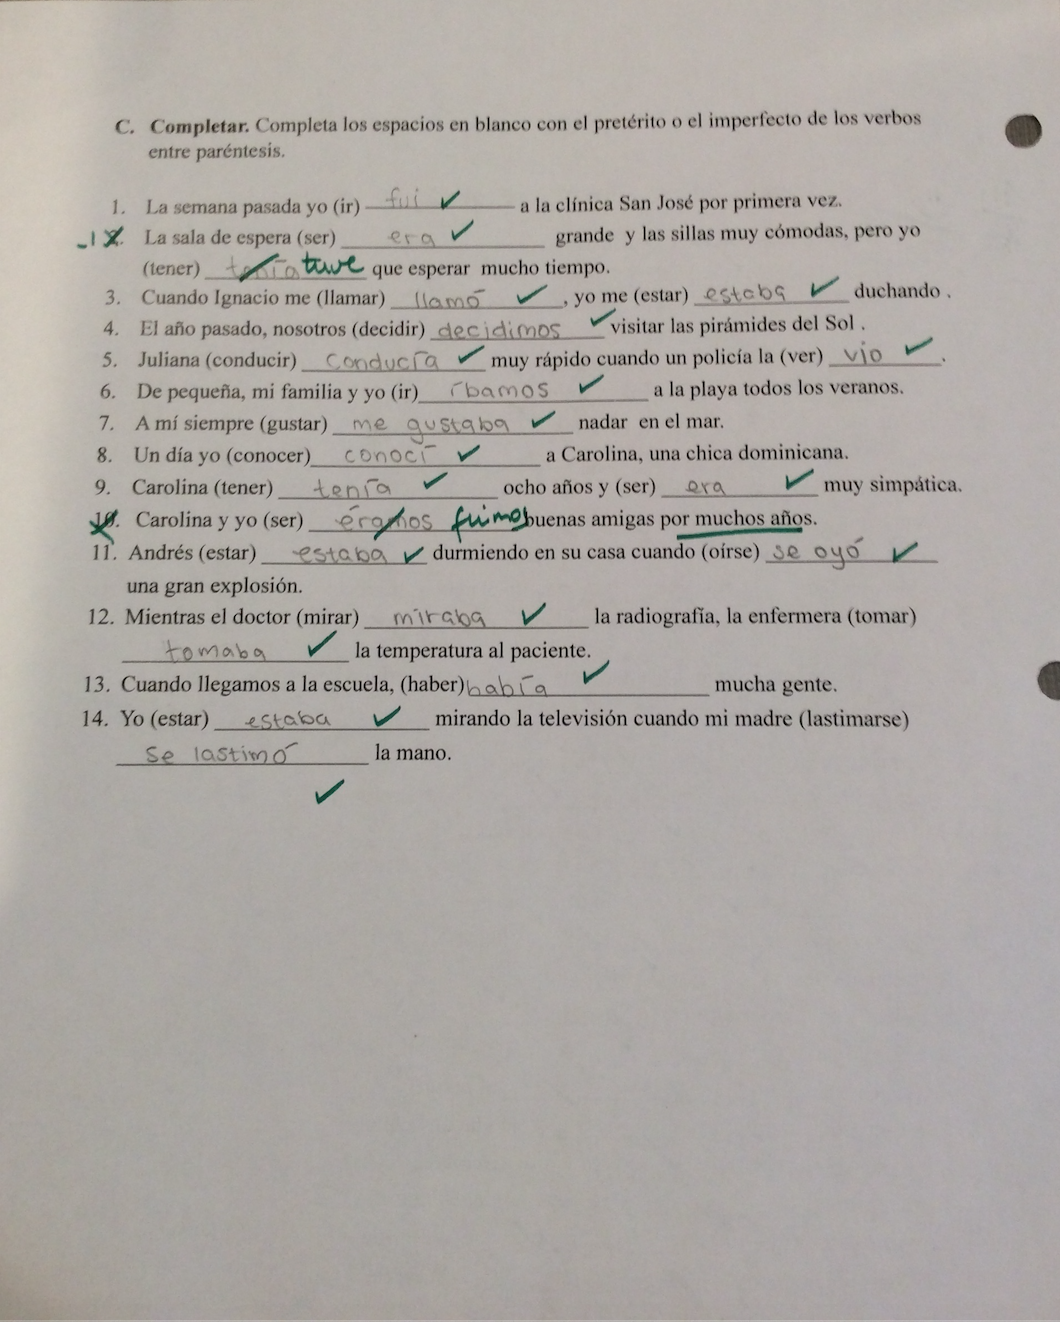 C. Completar. Completa los espacios en blanco con el pretérito o el imperfecto de los verbos
entre paréntesis.
1. La semana pasada yo (ir) fui ✓ a la clínica San José por primera vez.
-1 2. La sala de espera (ser) era ✓ grande y las sillas muy cómodas, pero yo
(tener) tenía tuve que esperar mucho tiempo.
3. Cuando Ignacio me (llamar) llamó ✓, yo me (estar) estaba ✓ duchando .
4. El año pasado, nosotros (decidir) decidimos ✓ visitar las pirámides del Sol .
5. Juliana (conducir) conducía ✓ muy rápido cuando un policía la (ver) vio ✓.
6. De pequeña, mi familia y yo (ir) íbamos ✓ a la playa todos los veranos.
7. A mí siempre (gustar) me gustaba ✓ nadar en el mar.
8. Un día yo (conocer) conocí ✓ a Carolina, una chica dominicana.
9. Carolina (tener) tenía ✓ ocho años y (ser) era ✓ muy simpática.
10. Carolina y yo (ser) éramos fuimos buenas amigas por muchos años.
11. Andrés (estar) estaba ✓ durmiendo en su casa cuando (oírse) se oyó ✓
una gran explosión.
12. Mientras el doctor (mirar) miraba ✓ la radiografía, la enfermera (tomar)
tomaba ✓ la temperatura al paciente.
13. Cuando llegamos a la escuela, (haber) había ✓ mucha gente.
14. Yo (estar) estaba ✓ mirando la televisión cuando mi madre (lastimarse)
se lastimó la mano.
✓